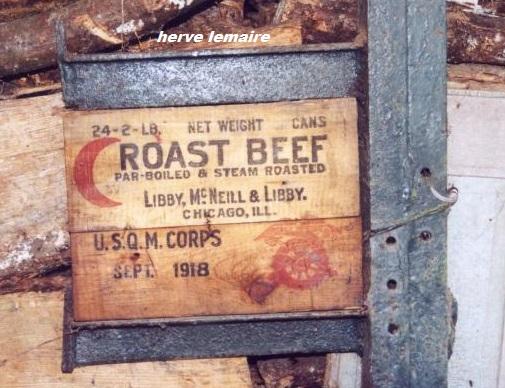 herve lemaire
24-2-LB. NET WEIGHT CANS
ROAST BEEF
PAR-BOILED & STEAM ROASTED
LIBBY, McNEILL & LIBBY.
CHICAGO, ILL.
U.S.Q.M. CORPS
SEPT. 1918